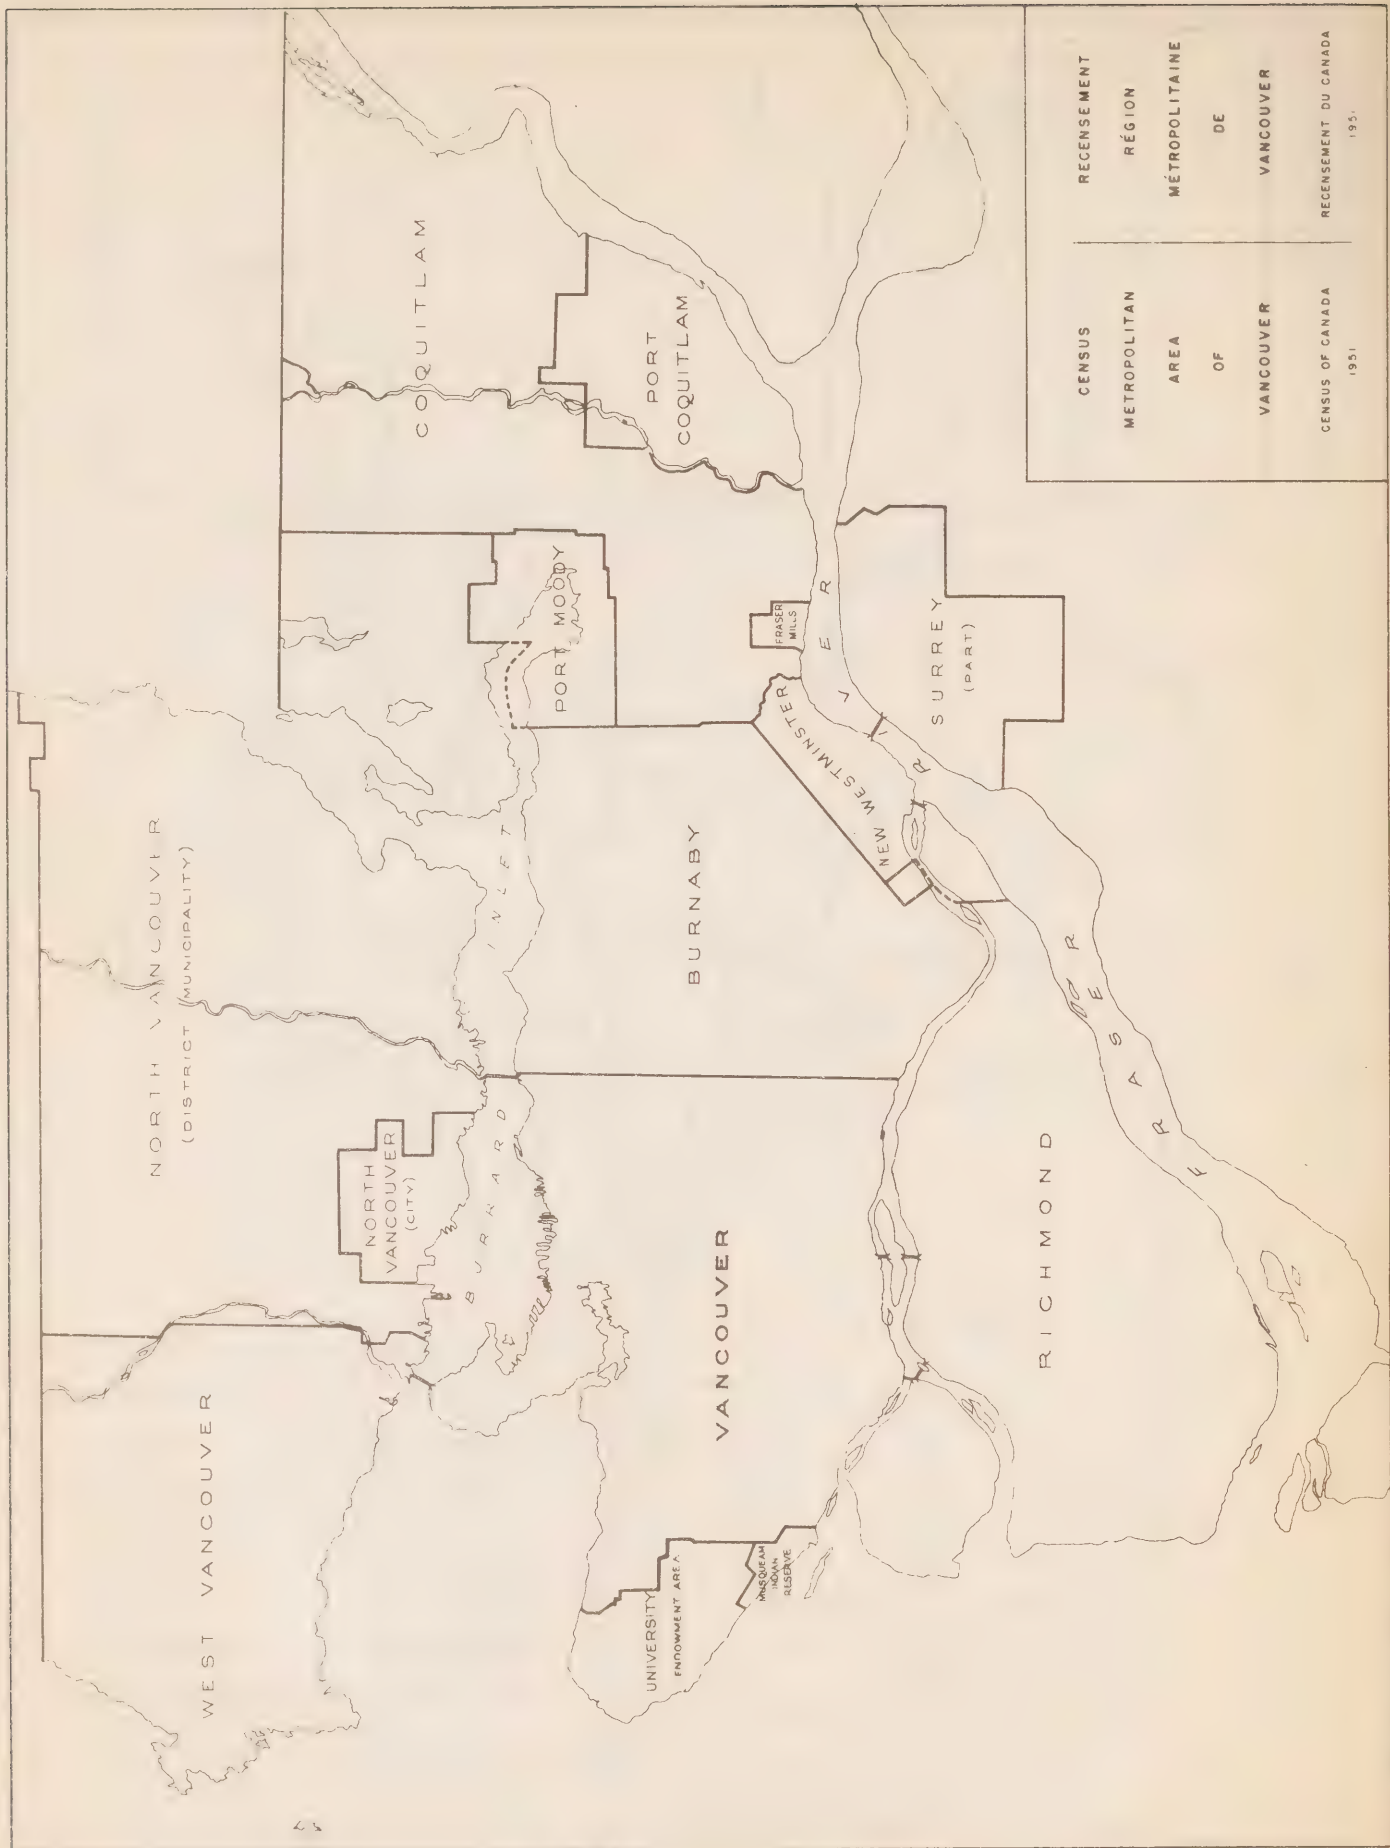 WEST VANCOUVER
NORTH VANCOUVER
(DISTRICT MUNICIPALITY)
NORTH
VANCOUVER
(CITY)
COQUITLAM
PORT
COQUITLAM
PORT MOODY
BURRARD INLET
UNIVERSITY
ENDOWMENT AREA
MUSQUEAM
INDIAN
RESERVE
VANCOUVER
BURNABY
NEW WESTMINSTER
FRASER
MILLS
SURREY
(PART)
RICHMOND
FRASER RIVER
CENSUS
METROPOLITAN
AREA
OF
VANCOUVER
CENSUS OF CANADA
1951
RECENSEMENT
RÉGION
MÉTROPOLITAINE
DE
VANCOUVER
RECENSEMENT DU CANADA
1951